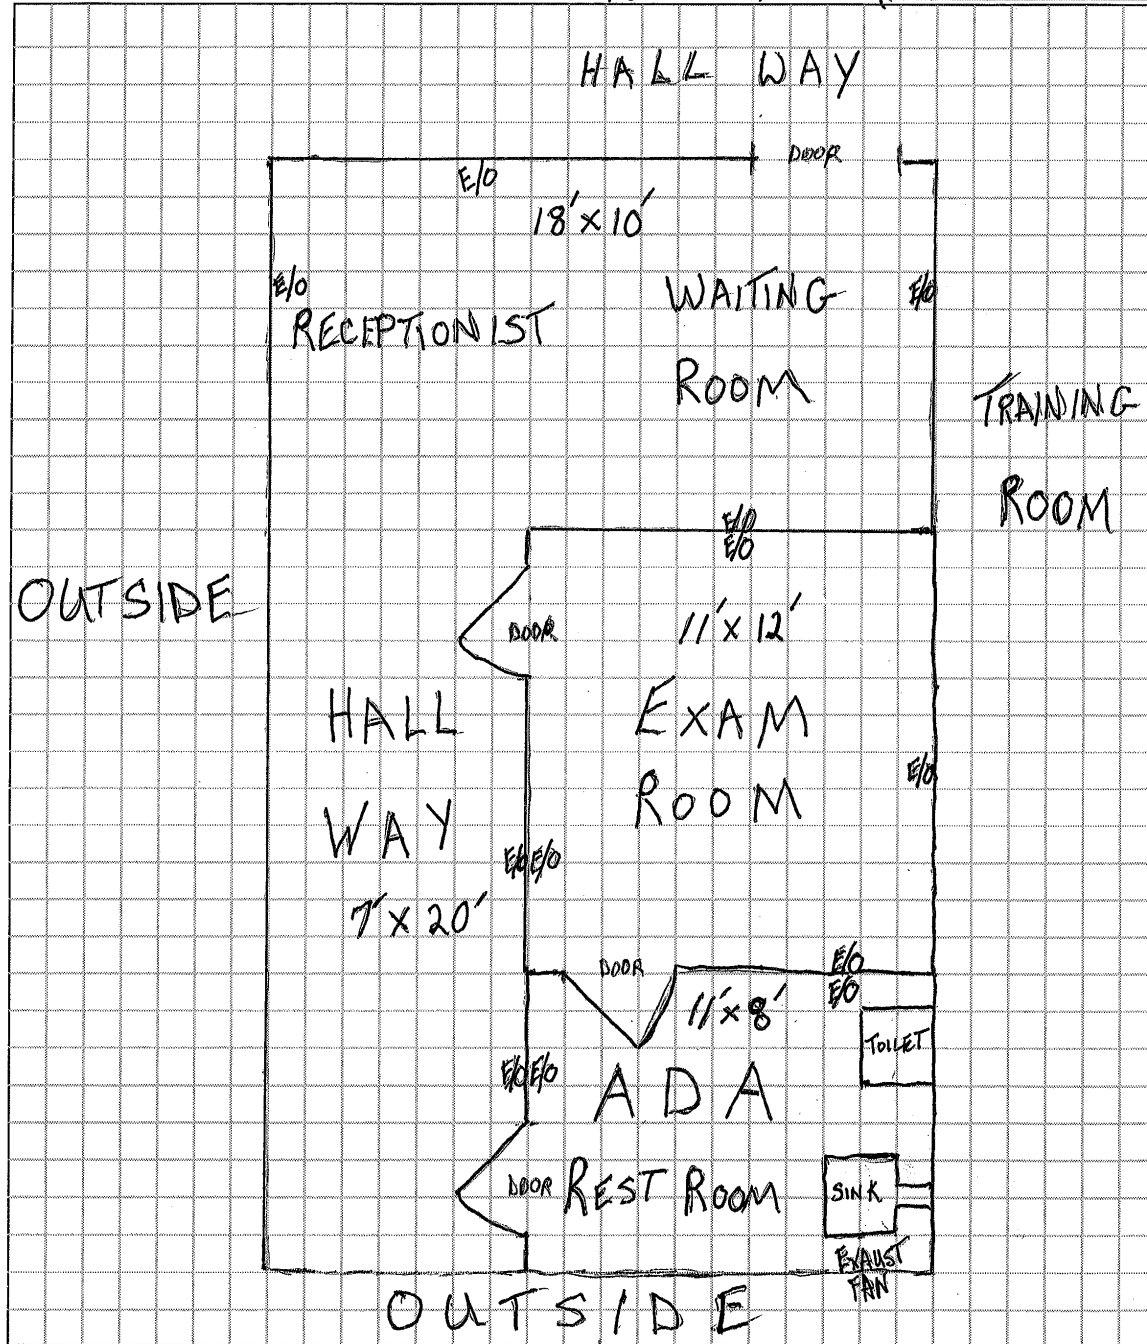 HALL WAY
DOOR
E/O
18'x10'
E/O
WAITING
E/O
RECEPTIONIST
ROOM
TRAINING
ROOM
E/O
E/O
OUTSIDE
DOOR
11'x12'
HALL
EXAM
E/O
ROOM
WAY
E/O E/O
7'x20'
DOOR
E/O
E/O
11'x8'
TOILET
E/O E/O
ADA
DOOR
REST ROOM
SINK
EXAUST
FAN
OUTSIDE